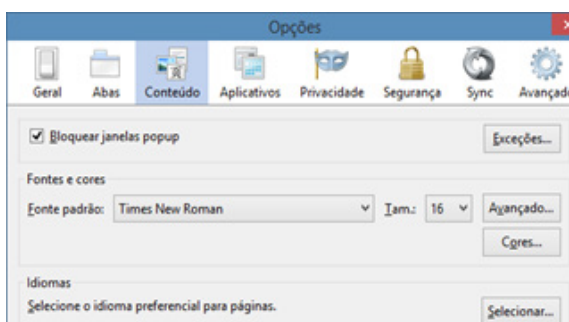 Opções
Geral Abas Conteúdo Aplicativos Privacidade Segurança Sync Avançado
Bloquear janelas popup Exceções...
Fontes e cores
Fonte padrão: Times New Roman Tam.: 16 Avançado...
Cores...
Idiomas
Selecione o idioma preferencial para páginas. Selecionar...